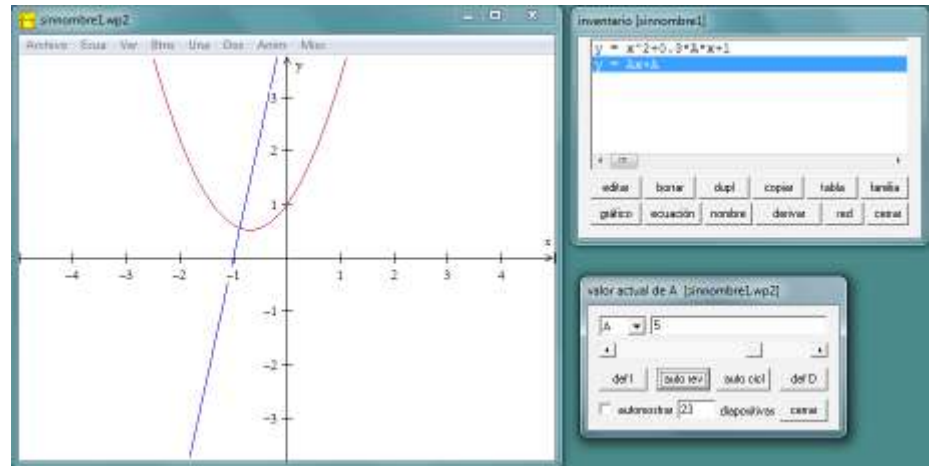 sinnombre1.wp2
Archivo Ecua Ver Btns Una Dos Anim Misc
y
3
2
1
x
-4 -3 -2 -1 1 2 3 4
-1
-2
-3
inventario [sinnombre1]
y = x^2+0.3*A*x+1
y = Ax+A
editar borrar dupl copiar tabla familia
gráfico ecuación nombre derivar red cerrar
valor actual de A [sinnombre1.wp2]
A 5
def I auto rev auto cicl def D
automostrar 23 diapositivas cerrar